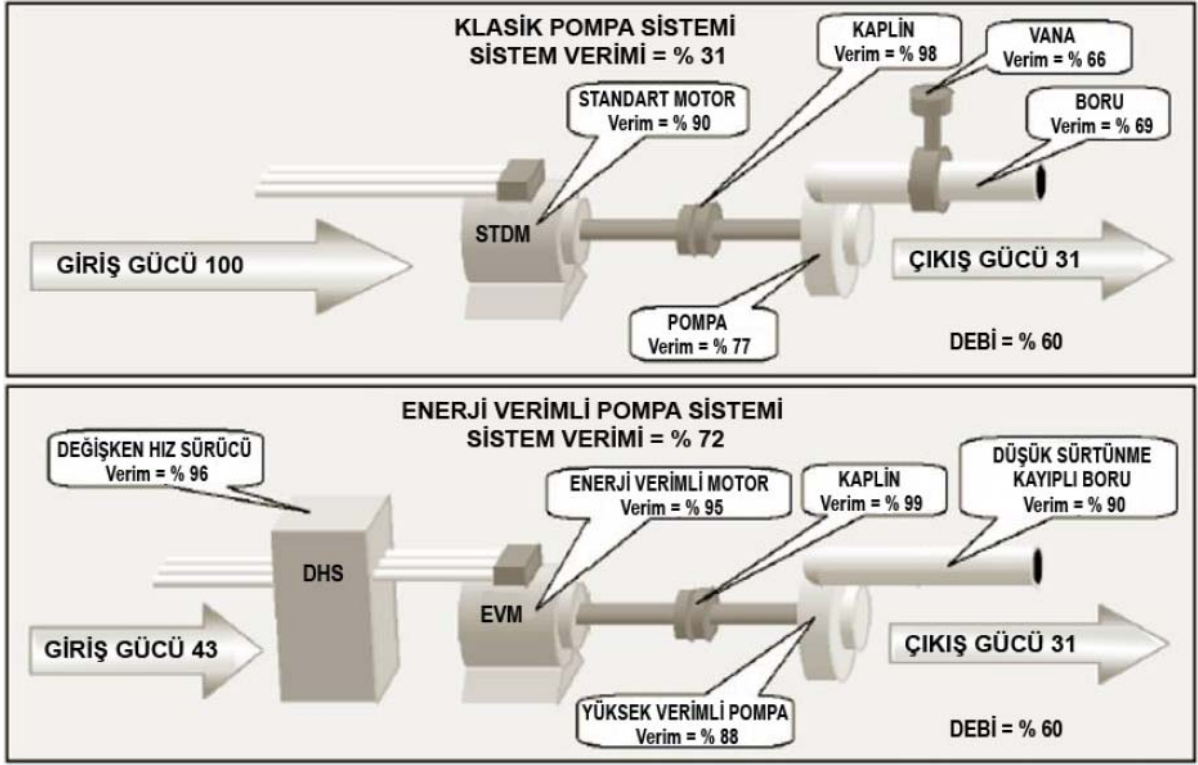 KLASİK POMPA SİSTEMİ
SİSTEM VERİMİ = % 31
KAPLİN
Verim = % 98
VANA
Verim = % 66
STANDART MOTOR
Verim = % 90
BORU
Verim = % 69
STDM
GİRİŞ GÜCÜ 100
ÇIKIŞ GÜCÜ 31
POMPA
Verim = % 77
DEBİ = % 60
ENERJİ VERİMLİ POMPA SİSTEMİ
SİSTEM VERİMİ = % 72
DEĞİŞKEN HIZ SÜRÜCÜ
Verim = % 96
ENERJİ VERİMLİ MOTOR
Verim = % 95
KAPLİN
Verim = % 99
DÜŞÜK SÜRTÜNME
KAYIPLI BORU
Verim = % 90
DHS
EVM
GİRİŞ GÜCÜ 43
ÇIKIŞ GÜCÜ 31
YÜKSEK VERİMLİ POMPA
Verim = % 88
DEBİ = % 60